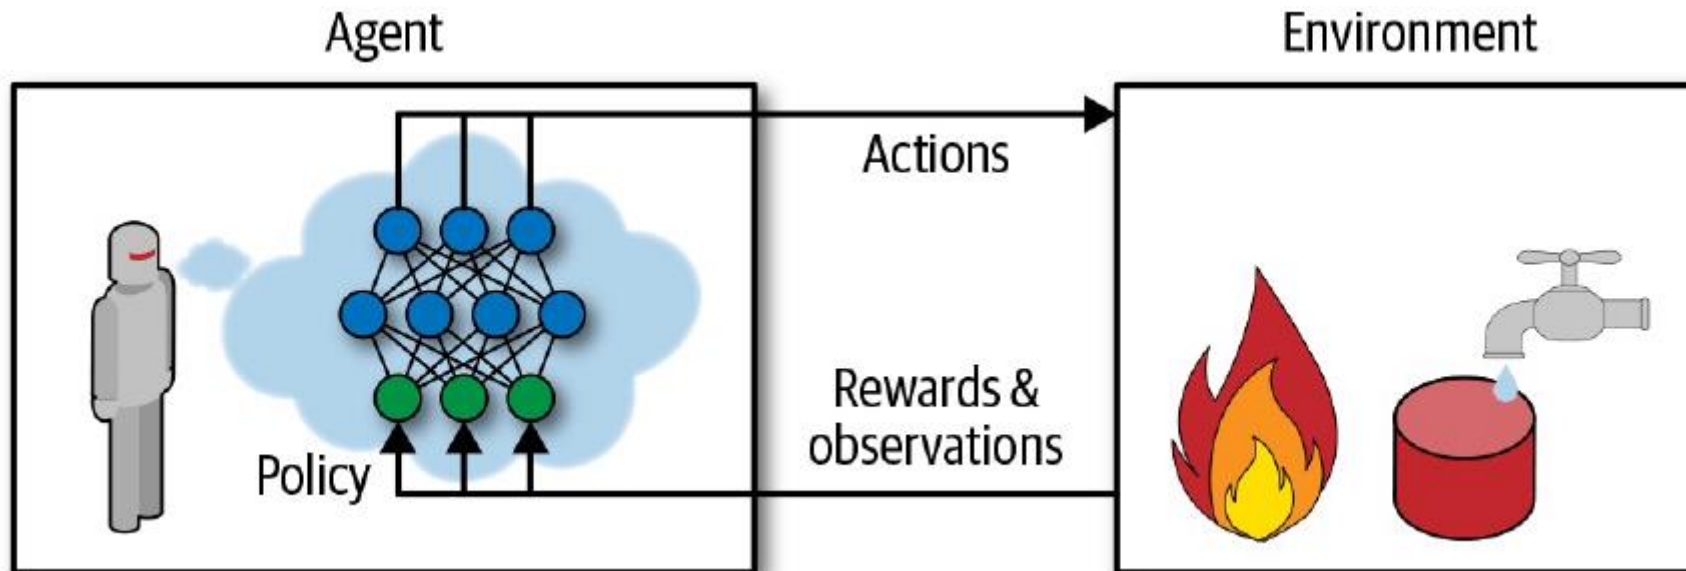 Agent
Environment
Actions
Rewards &
observations
Policy